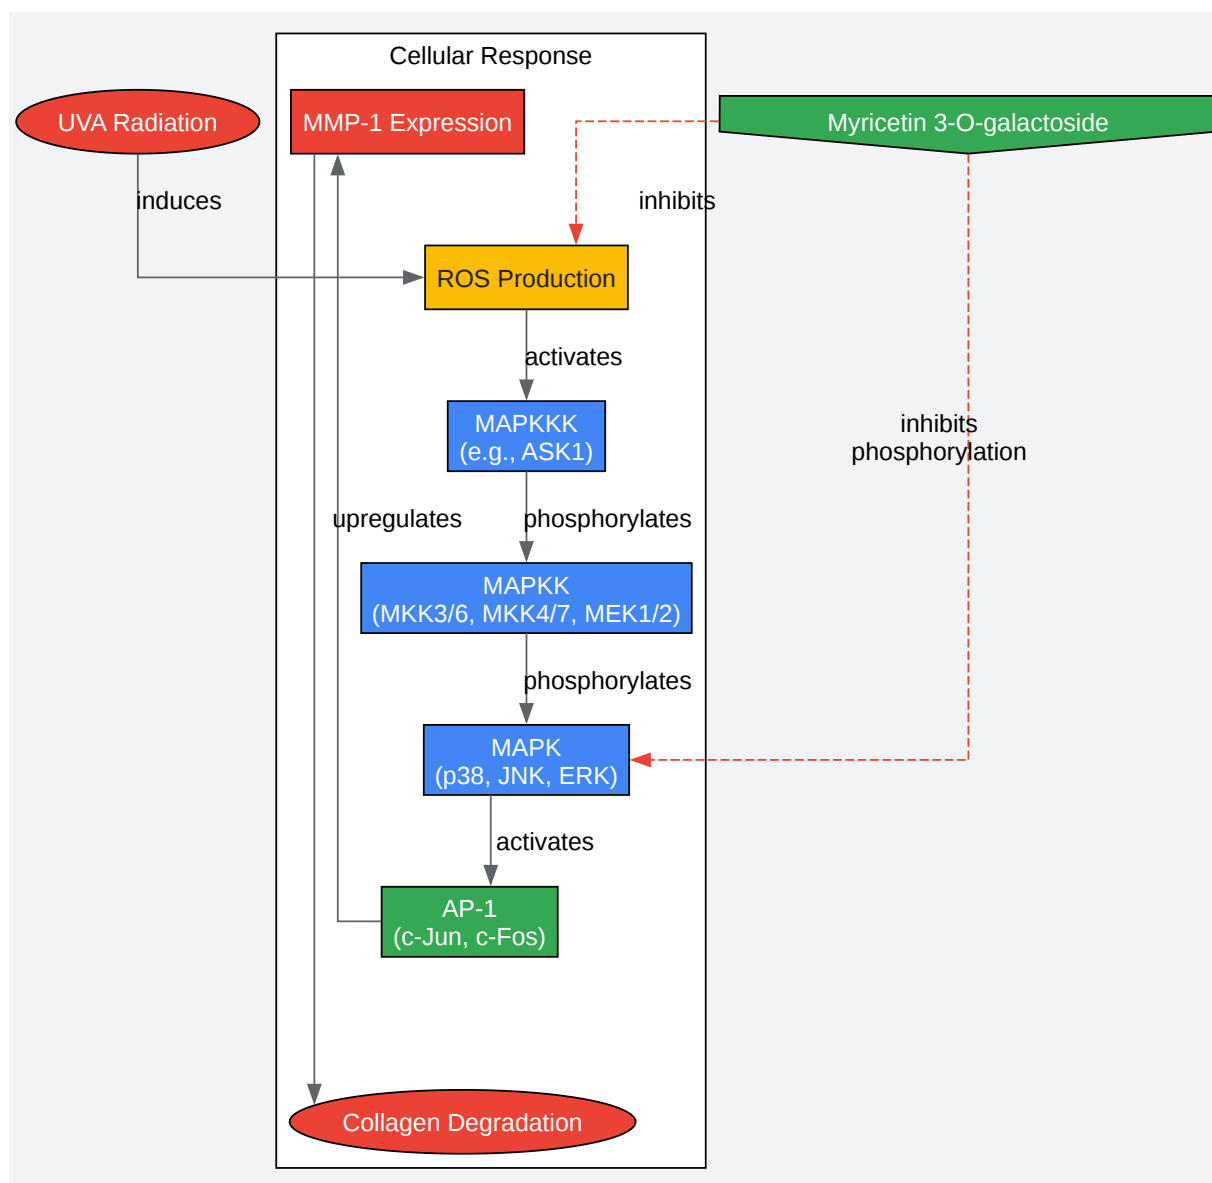 Cellular Response
UVA Radiation
MMP-1 Expression
Myricetin 3-O-galactoside
induces
inhibits
ROS Production
activates
MAPKKK
(e.g., ASK1)
inhibits
phosphorylation
upregulates
phosphorylates
MAPKK
(MKK3/6, MKK4/7, MEK1/2)
phosphorylates
MAPK
(p38, JNK, ERK)
activates
AP-1
(c-Jun, c-Fos)
Collagen Degradation